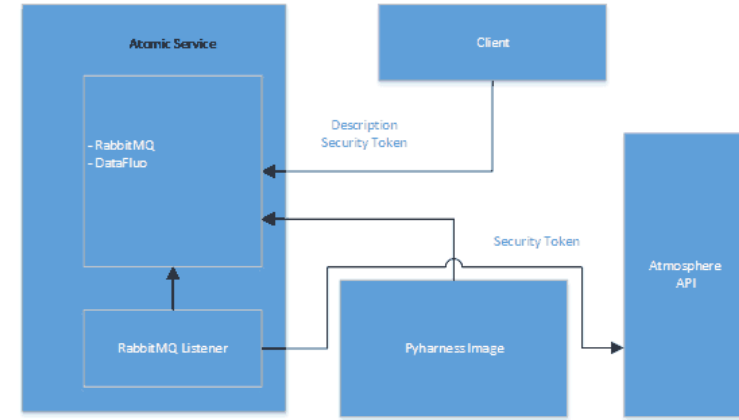 Atomic Service
Client
Description
Security Token
- RabbitMQ
- DataFluo
Security Token
Atmosphere
API
RabbitMQ Listener
Pyharness Image